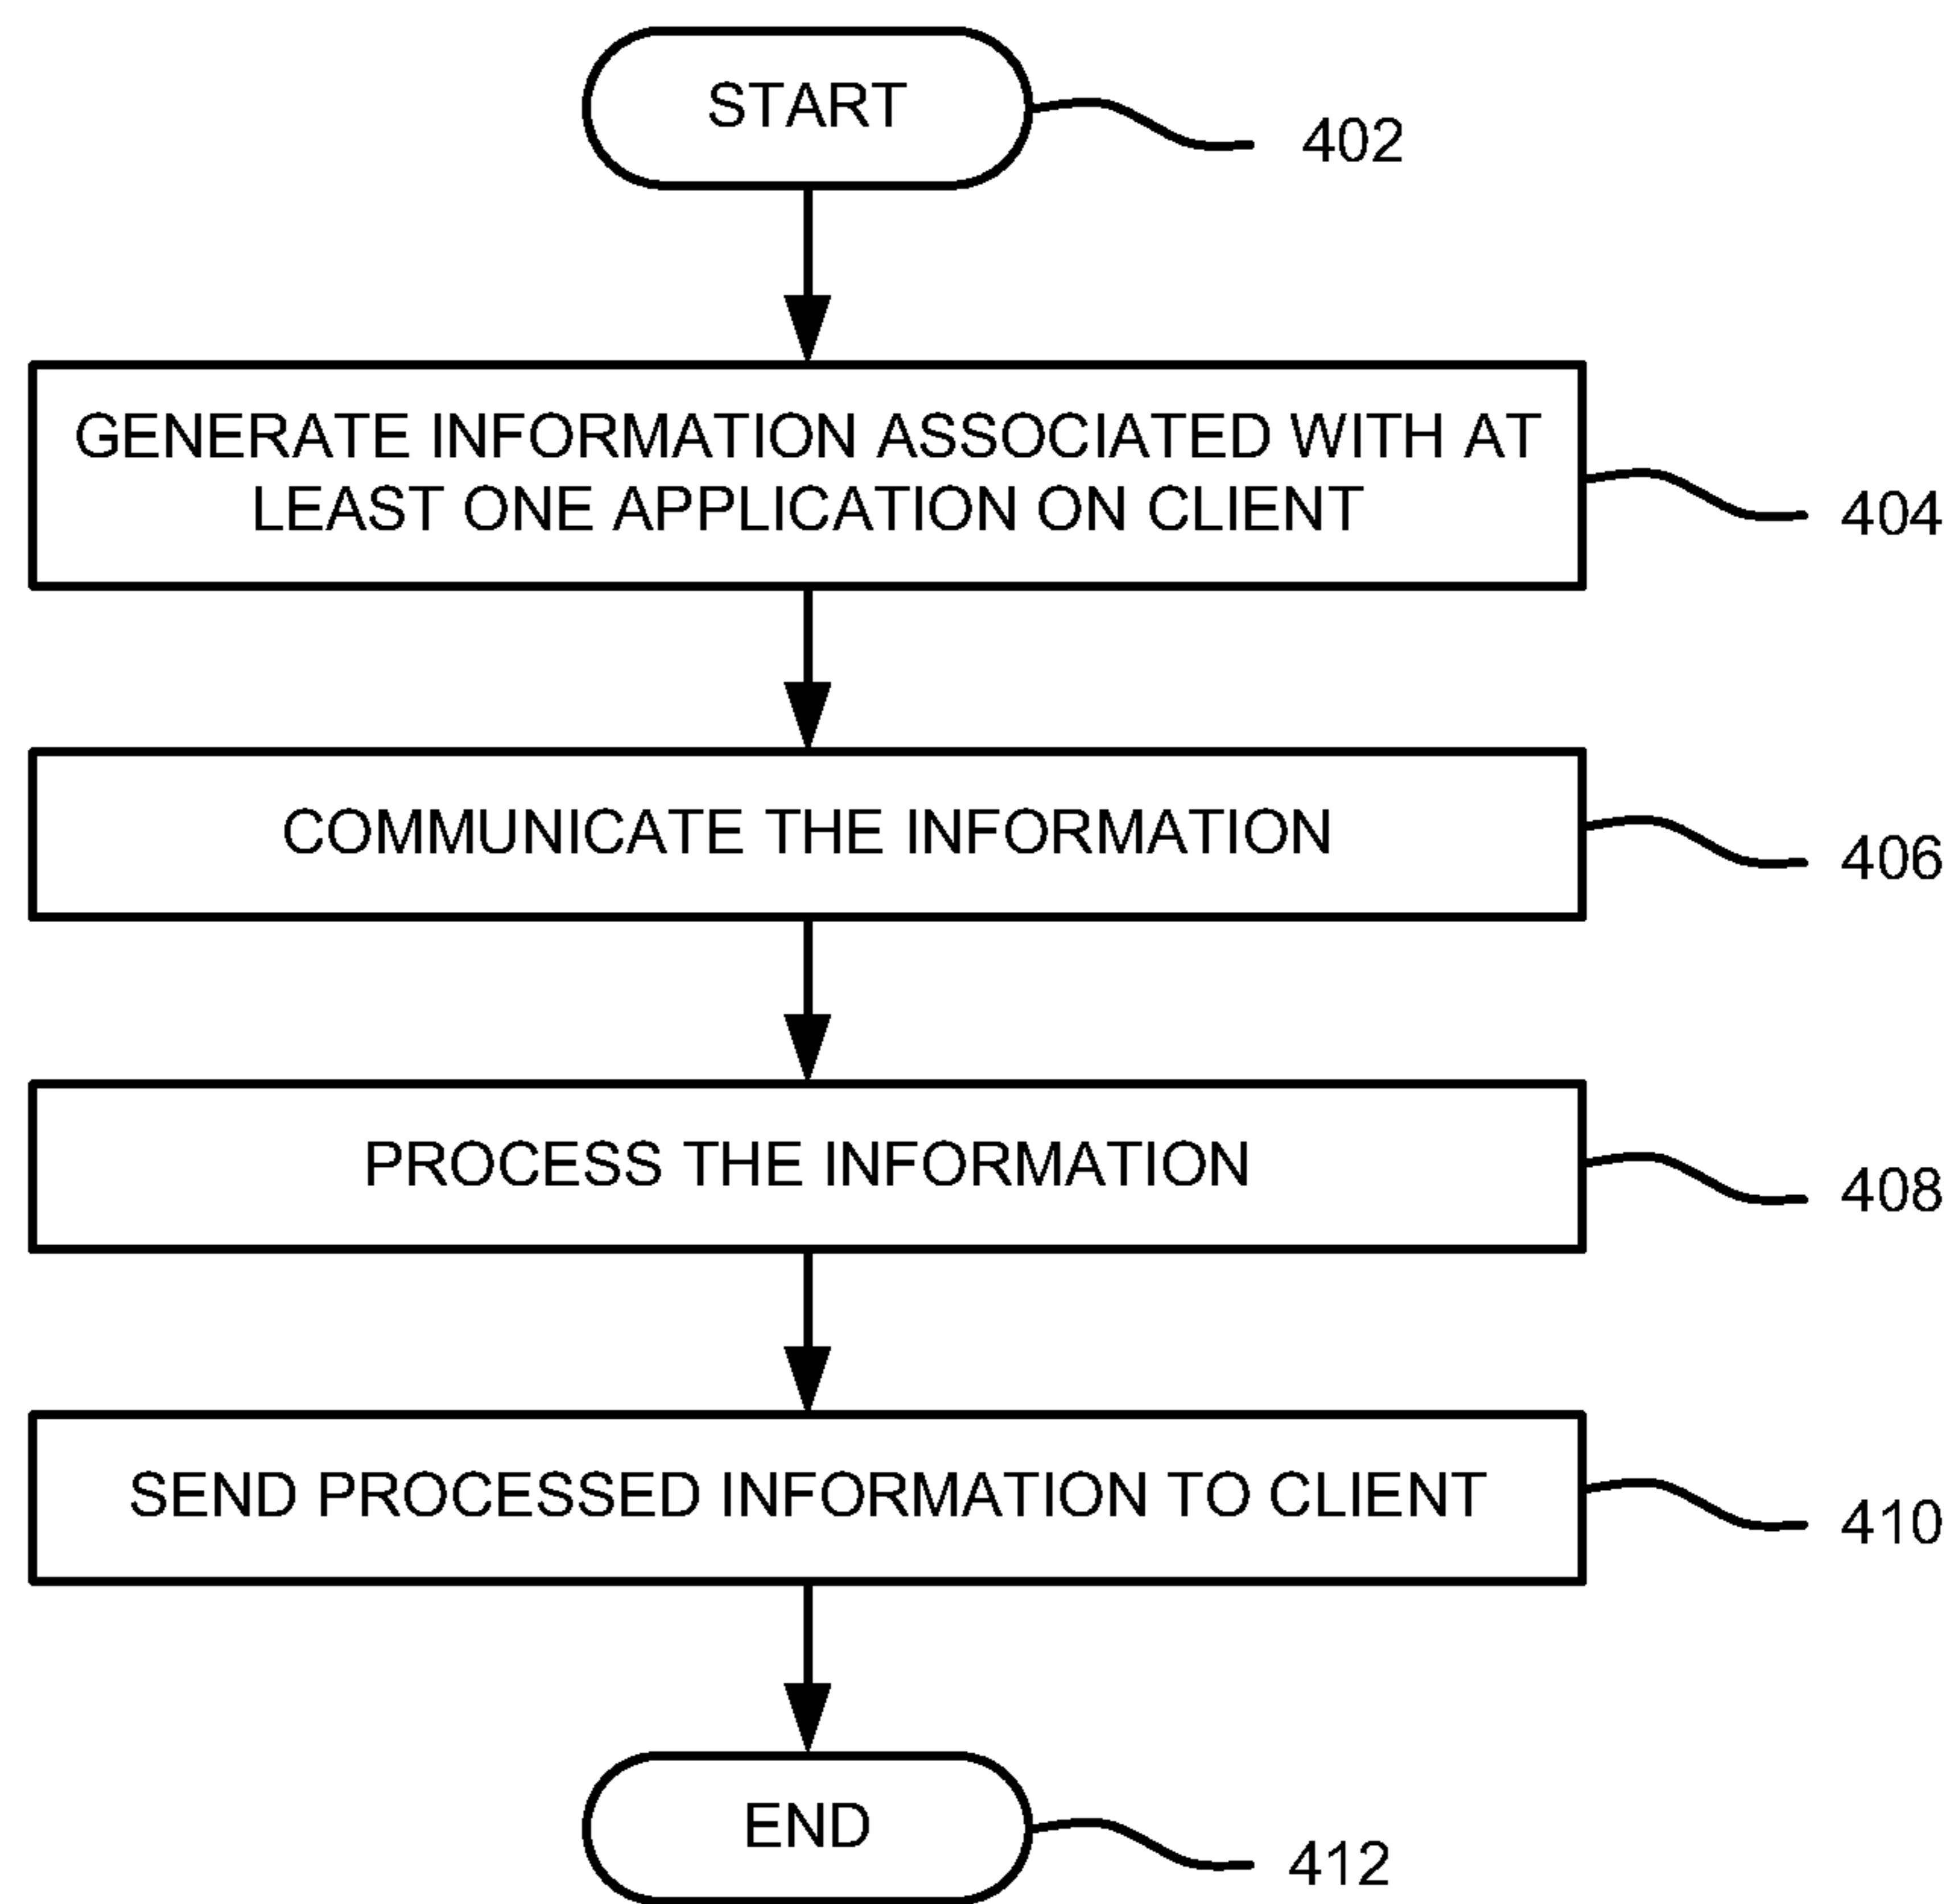 START
402
GENERATE INFORMATION ASSOCIATED WITH AT
LEAST ONE APPLICATION ON CLIENT
404
COMMUNICATE THE INFORMATION
406
PROCESS THE INFORMATION
408
SEND PROCESSED INFORMATION TO CLIENT
410
END
412